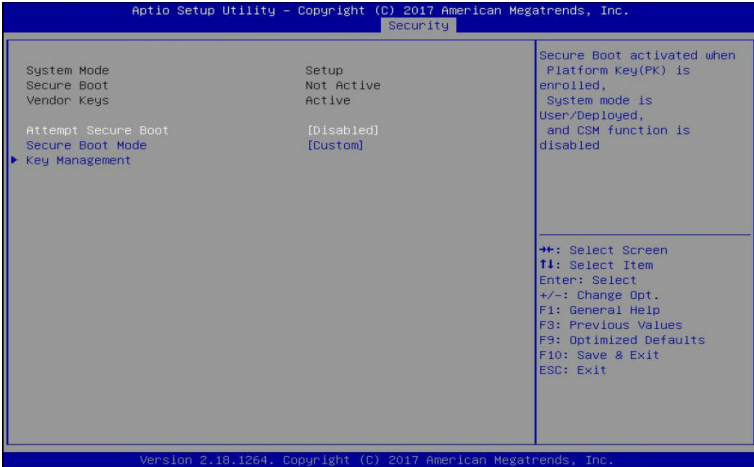 Aptio Setup Utility – Copyright (C) 2017 American Megatrends, Inc.
Security
System Mode Setup
Secure Boot Not Active
Vendor Keys Active
Attempt Secure Boot [Disabled]
Secure Boot Mode [Custom]
Key Management
Secure Boot activated when
Platform Key(PK) is
enrolled,
System mode is
User/Deployed,
and CSM function is
disabled
→←: Select Screen
↑↓: Select Item
Enter: Select
+/-: Change Opt.
F1: General Help
F3: Previous Values
F9: Optimized Defaults
F10: Save & Exit
ESC: Exit
Version 2.18.1264. Copyright (C) 2017 American Megatrends, Inc.